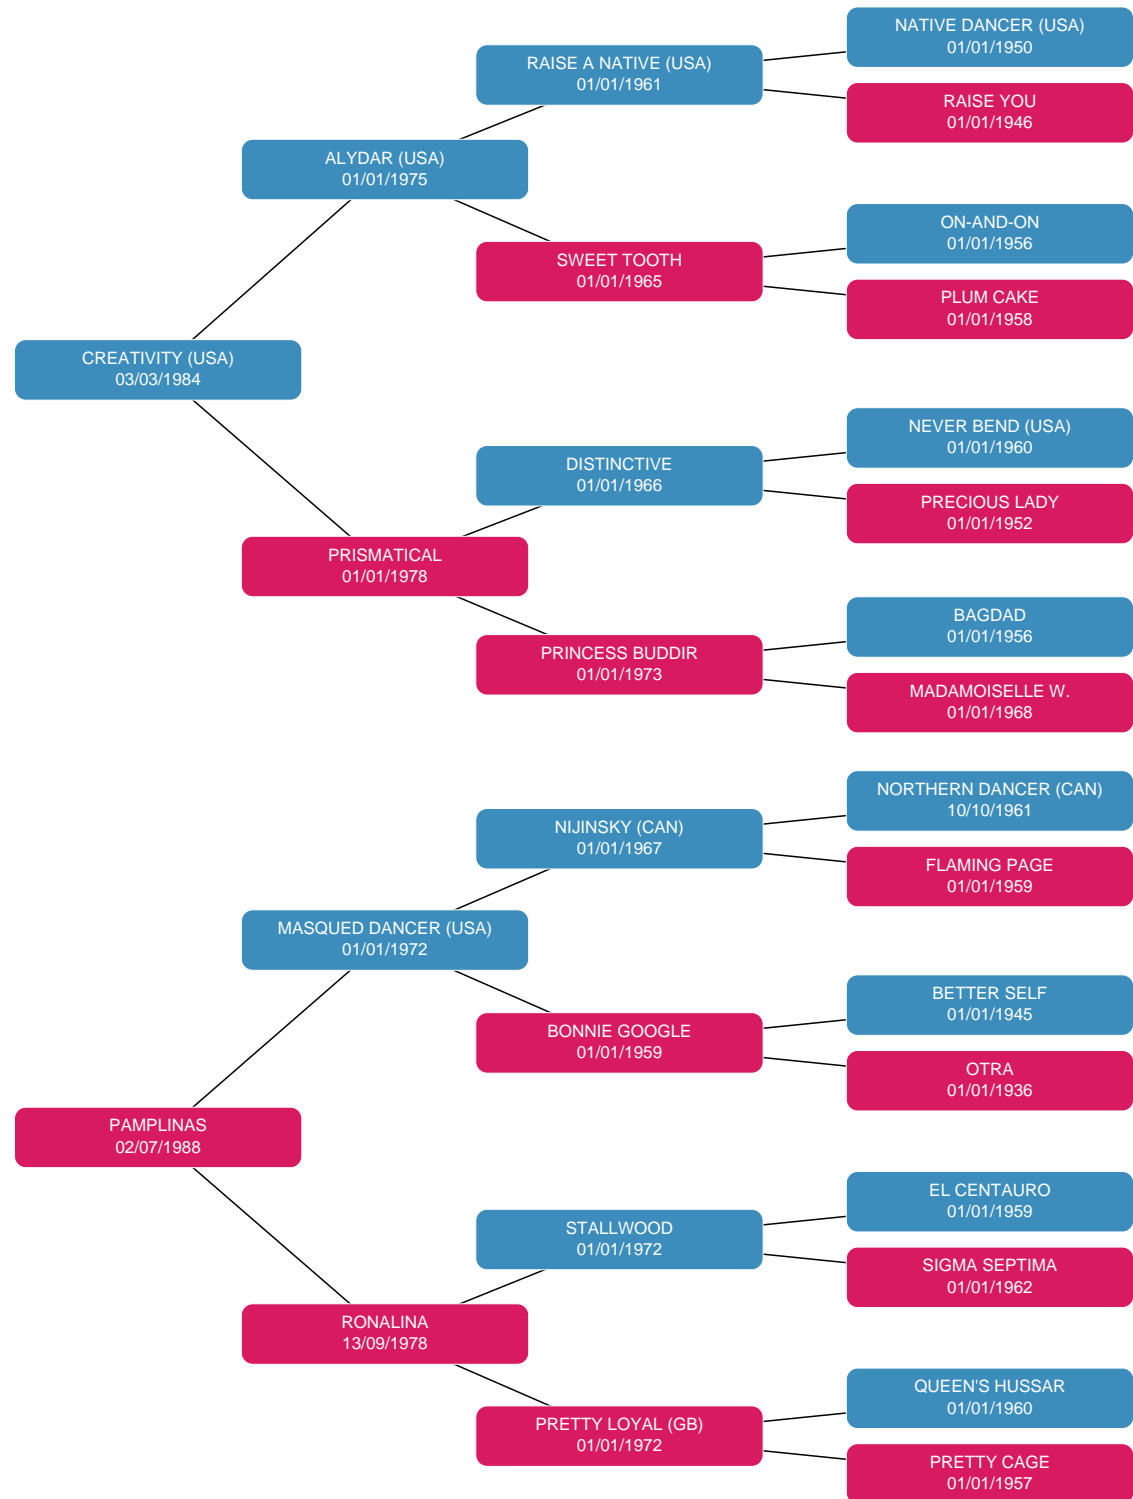 NATIVE DANCER (USA)
01/01/1950
RAISE A NATIVE (USA)
01/01/1961
RAISE YOU
01/01/1946
ALYDAR (USA)
01/01/1975
ON-AND-ON
01/01/1956
SWEET TOOTH
01/01/1965
PLUM CAKE
01/01/1958
CREATIVITY (USA)
03/03/1984
NEVER BEND (USA)
01/01/1960
DISTINCTIVE
01/01/1966
PRECIOUS LADY
01/01/1952
PRISMATICAL
01/01/1978
BAGDAD
01/01/1956
PRINCESS BUDDIR
01/01/1973
MADAMOISELLE W.
01/01/1968
NORTHERN DANCER (CAN)
10/10/1961
NIJINSKY (CAN)
01/01/1967
FLAMING PAGE
01/01/1959
MASQUED DANCER (USA)
01/01/1972
BETTER SELF
01/01/1945
BONNIE GOOGLE
01/01/1959
OTRA
01/01/1936
PAMPLINAS
02/07/1988
EL CENTAURO
01/01/1959
STALLWOOD
01/01/1972
SIGMA SEPTIMA
01/01/1962
RONALINA
13/09/1978
QUEEN'S HUSSAR
01/01/1960
PRETTY LOYAL (GB)
01/01/1972
PRETTY CAGE
01/01/1957